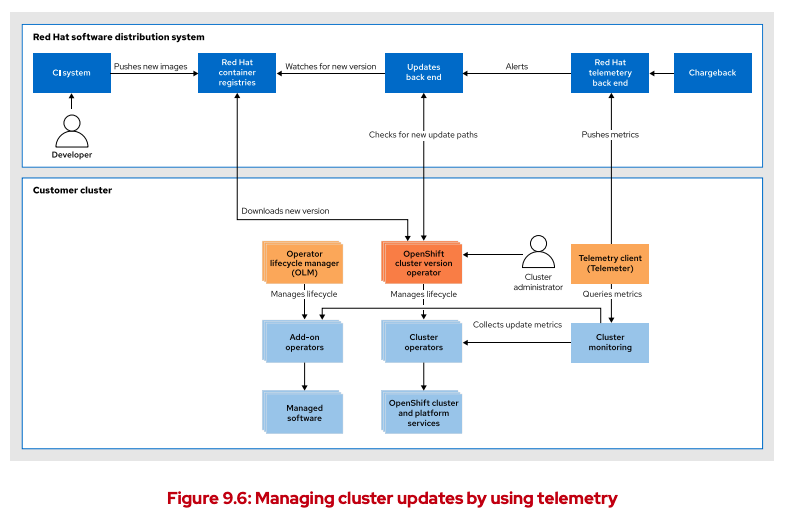 Red Hat software distribution system
CI system
Pushes new images
Red Hat
container
registries
Watches for new version
Updates
back end
Alerts
Red Hat
telemetery
back end
Chargeback
Developer
Checks for new update paths
Pushes metrics
Customer cluster
Downloads new version
Operator
lifecycle manager
(OLM)
OpenShift
cluster version
operator
Cluster
administrator
Telemetry client
(Telemeter)
Manages lifecycle
Manages lifecycle
Queries metrics
Add-on
operators
Cluster
operators
Collects update metrics
Cluster
monitoring
Managed
software
OpenShift cluster
and platform
services
Figure 9.6: Managing cluster updates by using telemetry